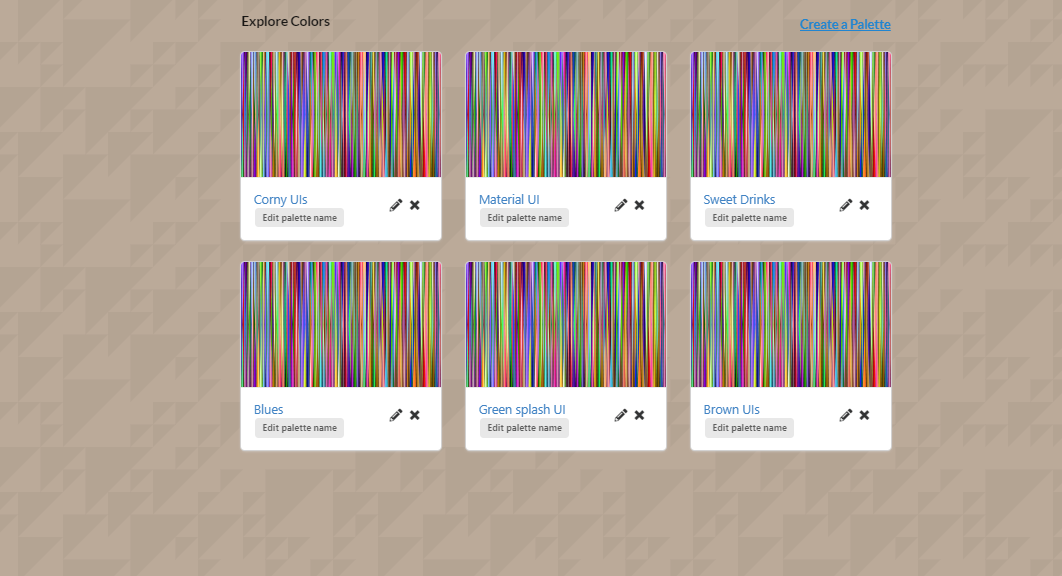 Explore Colors
Create a Palette
Corny UIs
Edit palette name
Material UI
Edit palette name
Sweet Drinks
Edit palette name
Blues
Edit palette name
Green splash UI
Edit palette name
Brown UIs
Edit palette name